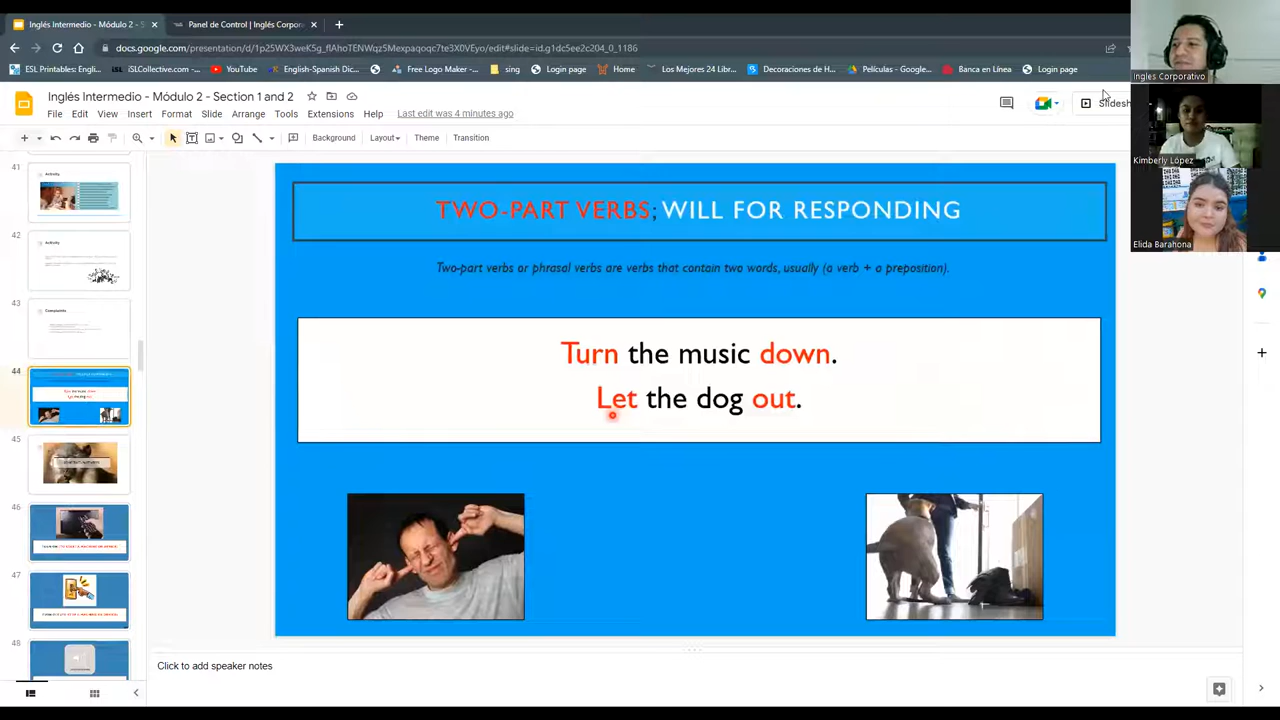 Inglés Intermedio - Módulo 2 - S
Panel de Control | Inglés Corpora
docs.google.com/presentation/d/1p25WX3weK5g_flAhoTENWqz5Mexpaqoqc7te3X0VEyo/edit#slide=id.g1dc5ee2c204_0_1186
ESL Printables: Engli...
iSLCollective.com -...
YouTube
English-Spanish Dic...
Free Logo Maker -...
sing
Login page
Home
Los Mejores 24 Libr...
Decoraciones de H...
Películas - Google...
Banca en Línea
Login page
Ingles Corporativo
Inglés Intermedio - Módulo 2 - Section 1 and 2
Slidesh
File Edit View Insert Format Slide Arrange Tools Extensions Help Last edit was 4 minutes ago
Background Layout Theme Transition
Kimberly López
Elida Barahona
41
Activity
42
Activity
43
Complaints
44
45
46
47
48
TWO-PART VERBS; WILL FOR RESPONDING
Two-part verbs or phrasal verbs are verbs that contain two words, usually (a verb + a preposition).
Turn the music down.
Let the dog out.
Click to add speaker notes